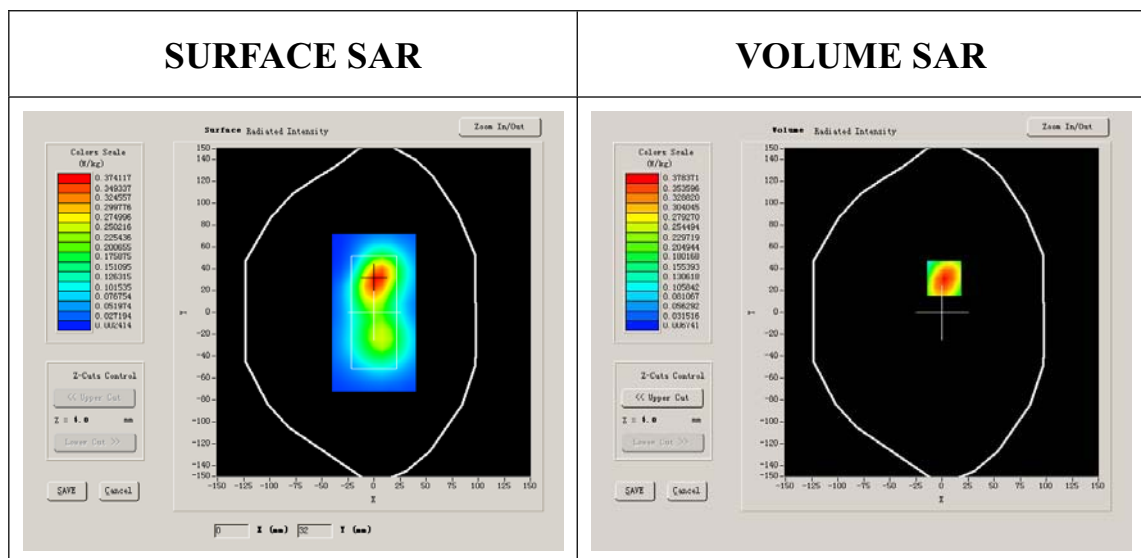 SURFACE SAR
VOLUME SAR
Surface Radiated Intensity
Zoom In/Out
Colors Scale
(W/kg)
0.374117
0.349337
0.324557
0.299776
0.274996
0.250216
0.225436
0.200655
0.175875
0.151095
0.126315
0.101535
0.076754
0.051974
0.027194
0.002414
150
140
120
100
80
60
40
20
0
-20
-40
-60
-80
-100
-120
-140
-150
Y
-150 -125 -100 -75 -50 -25 0 25 50 75 100 125 150
X
Z-Cuts Control
<< Upper Cut
Z = 4.0 mm
Lower Cut >>
SAVE
Cancel
0 X (mm) 32 Y (mm)
Volume Radiated Intensity
Zoom In/Out
Colors Scale
(W/kg)
0.378371
0.353596
0.328820
0.304045
0.279270
0.254494
0.229719
0.204944
0.180168
0.155393
0.130618
0.105842
0.081067
0.056292
0.031516
0.006741
150
140
120
100
80
60
40
20
0
-20
-40
-60
-80
-100
-120
-140
-150
Y
-150 -125 -100 -75 -50 -25 0 25 50 75 100 125 150
X
Z-Cuts Control
<< Upper Cut
Z = 4.0 mm
Lower Cut >>
SAVE
Cancel